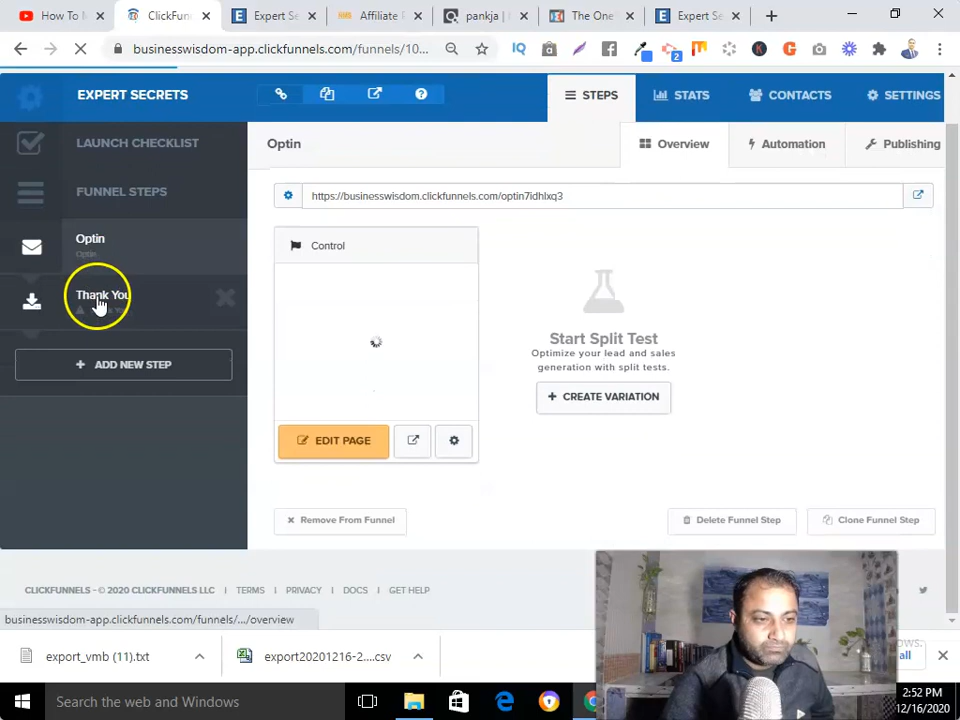 How To M
ClickFunn
Expert Se
Affiliate P
pankja |
The One
Expert Se
businesswisdom-app.clickfunnels.com/funnels/10...
EXPERT SECRETS
STEPS
STATS
CONTACTS
SETTINGS
LAUNCH CHECKLIST
Optin
Overview
Automation
Publishing
FUNNEL STEPS
https://businesswisdom.clickfunnels.com/optin7idhlxq3
Optin
Optin
Control
Thank You
Start Split Test
Optimize your lead and sales
generation with split tests.
ADD NEW STEP
CREATE VARIATION
EDIT PAGE
Remove From Funnel
Delete Funnel Step
Clone Funnel Step
CLICKFUNNELS - © 2020 CLICKFUNNELS LLC | TERMS | PRIVACY | DOCS | GET HELP
businesswisdom-app.clickfunnels.com/funnels/.../overview
export_vmb (11).txt
export20201216-2....csv
all
Search the web and Windows
2:52 PM
12/16/2020